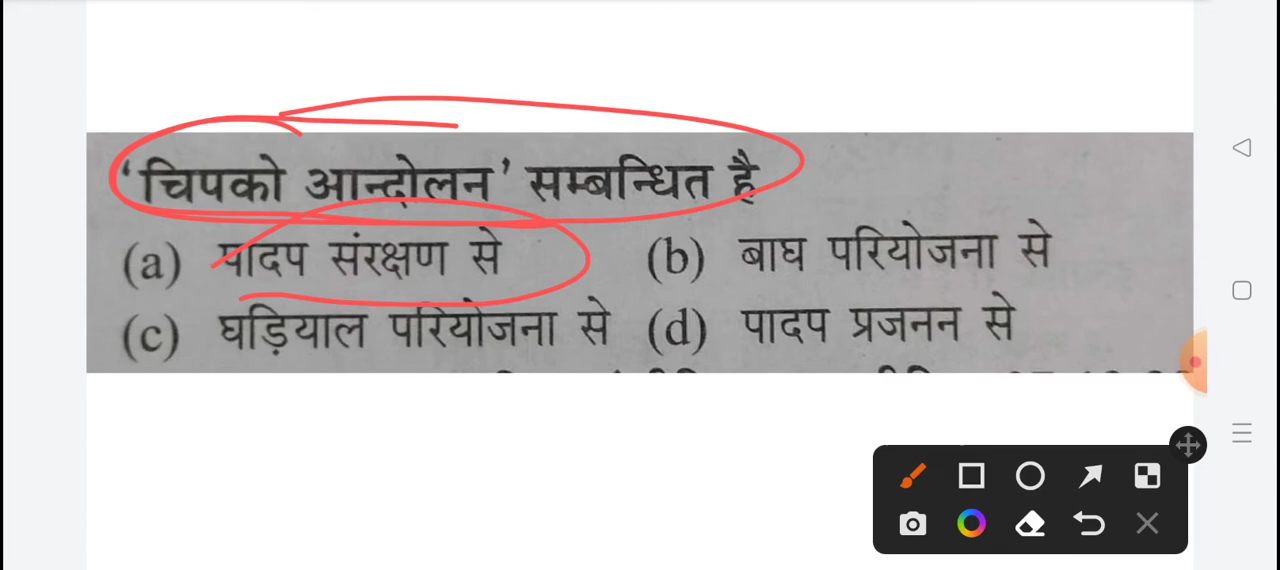 ‘चिपको आन्दोलन’ सम्बन्धित है
(a) पादप संरक्षण से (b) बाघ परियोजना से
(c) घड़ियाल परियोजना से (d) पादप प्रजनन से